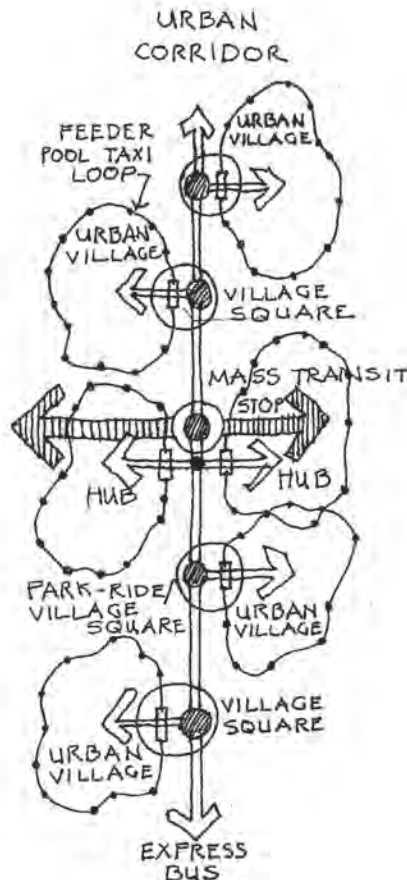 URBAN
CORRIDOR
URBAN
VILLAGE
FEEDER
POOL TAXI
LOOP
URBAN
VILLAGE
VILLAGE
SQUARE
MASS TRANSIT
STOP
HUB
HUB
PARK-RIDE/
VILLAGE
SQUARE
URBAN
VILLAGE
VILLAGE
SQUARE
URBAN
VILLAGE
EXPRESS
BUS